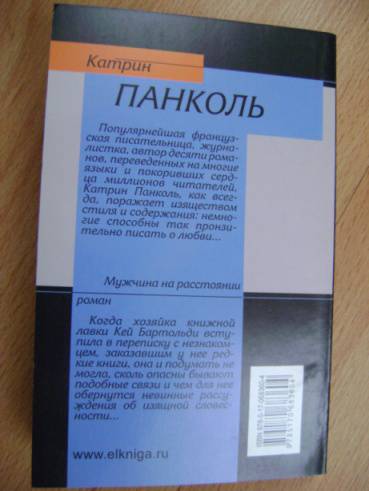 Катрин
ПАНКОЛЬ
Популярнейшая француз-
ская писательница, журна-
листка, автор десяти рома-
нов, переведенных на многие
языки и покоривших серд-
ца миллионов читателей,
Катрин Панколь, как всег-
да, поражает изяществом
стиля и содержания: немно-
гие способны так пронзи-
тельно писать о любви...
Мужчина на расстоянии
роман
Когда хозяйка книжной
лавки Кей Бартольди всту-
пила в переписку с незнаком-
цем, заказавшим у нее ред-
кие книги, она и подумать не
могла, сколь опасны бывают
подобные связи и чем для нее
обернутся невинные рассу-
ждения об изящной словес-
ности...
www.elkniga.ru